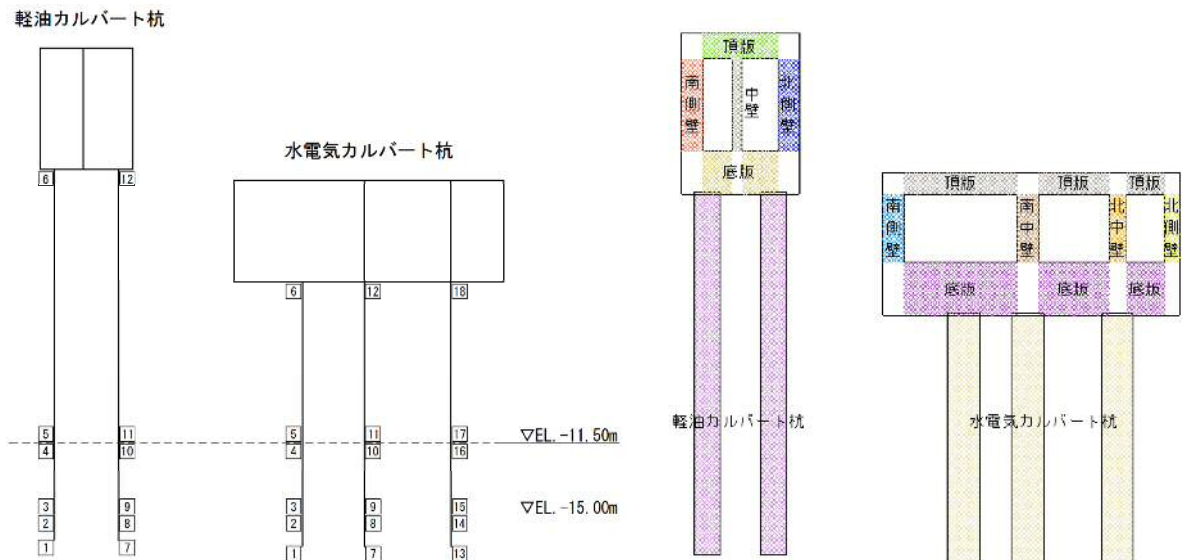 軽油カルバート杭
6
12
5
11
4
10
3
9
2
8
1
7
水電気カルバート杭
6
12
18
5
11
17
4
10
16
3
9
15
2
8
14
1
7
13
▽EL.-11.50m
▽EL.-15.00m
頂版
南側壁
中壁
北側壁
底版
軽油カルバート杭
頂版
頂版
頂版
南側壁
南中壁
北中壁
北側壁
底版
底版
底版
水電気カルバート杭